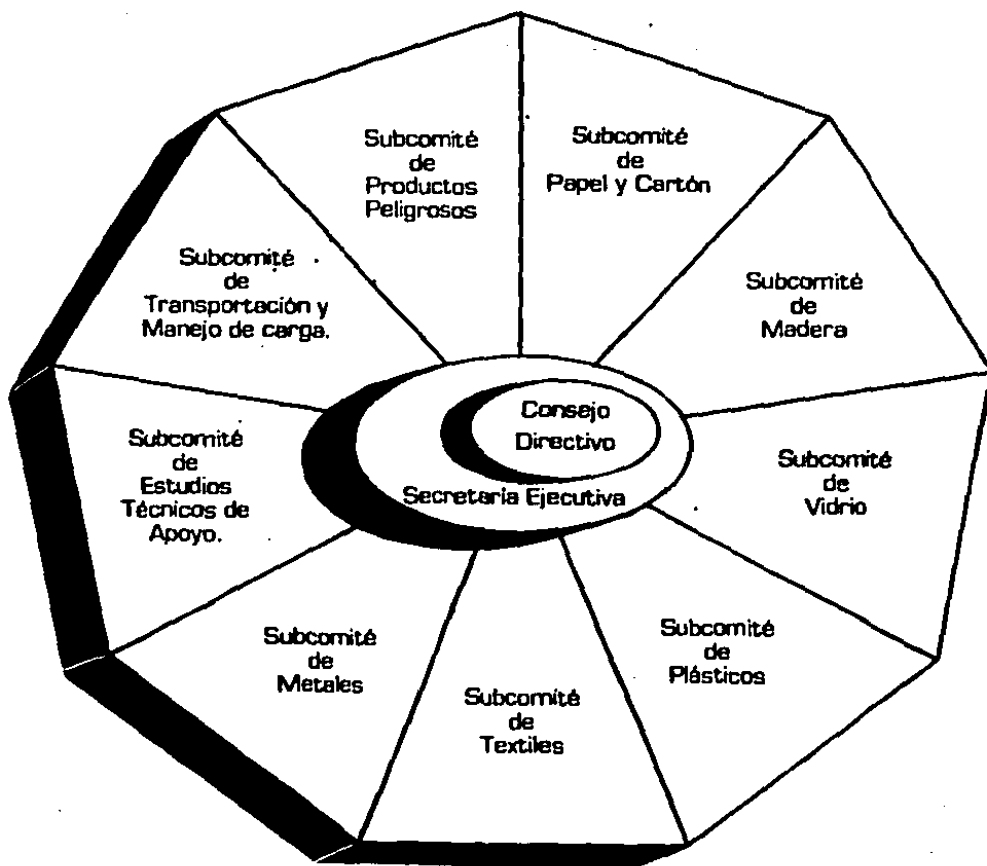 Subcomité
de
Productos
Peligrosos
Subcomité
de
Papel y Cartón
Subcomité
de
Madera
Subcomité
de
Vidrio
Subcomité
de
Plásticos
Subcomité
de
Textiles
Subcomité
de
Metales
Subcomité
de
Estudios
Técnicos de
Apoyo.
Subcomité
de
Transportación y
Manejo de carga.
Consejo
Directivo
Secretaría Ejecutiva